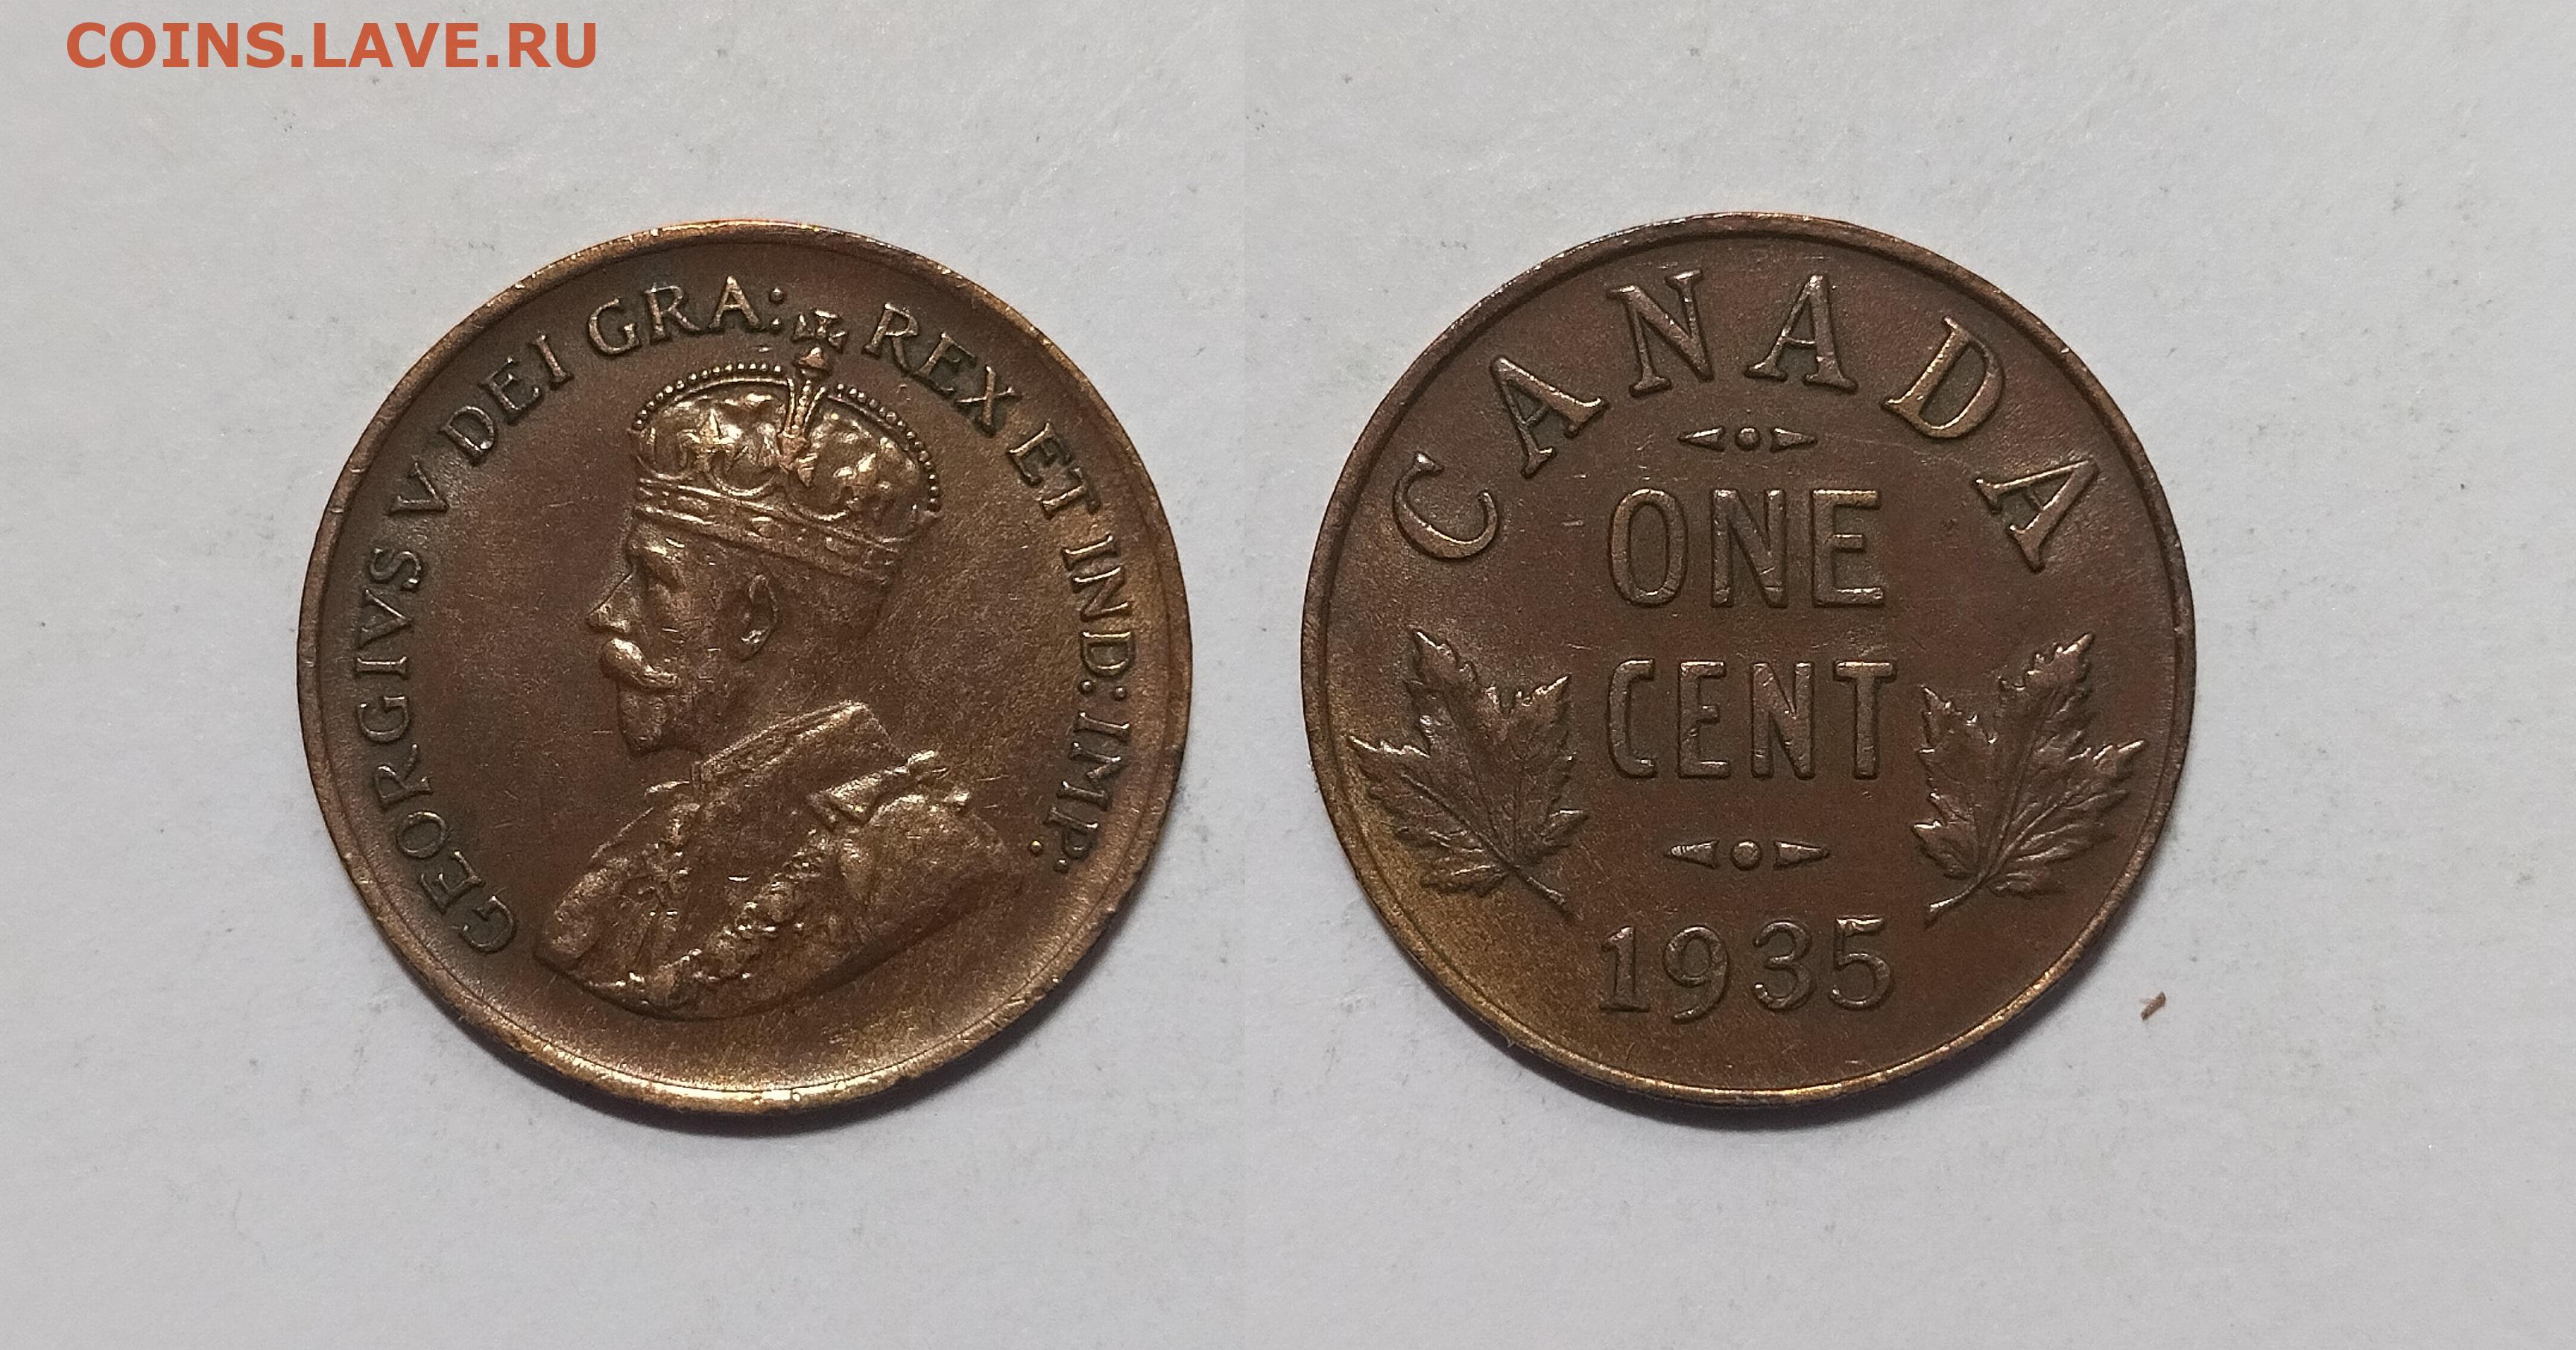 COINS.LAVE.RU
GEORGIVS V DEI GRA: REX ET IND: IMP:
CANADA
ONE
CENT
1935